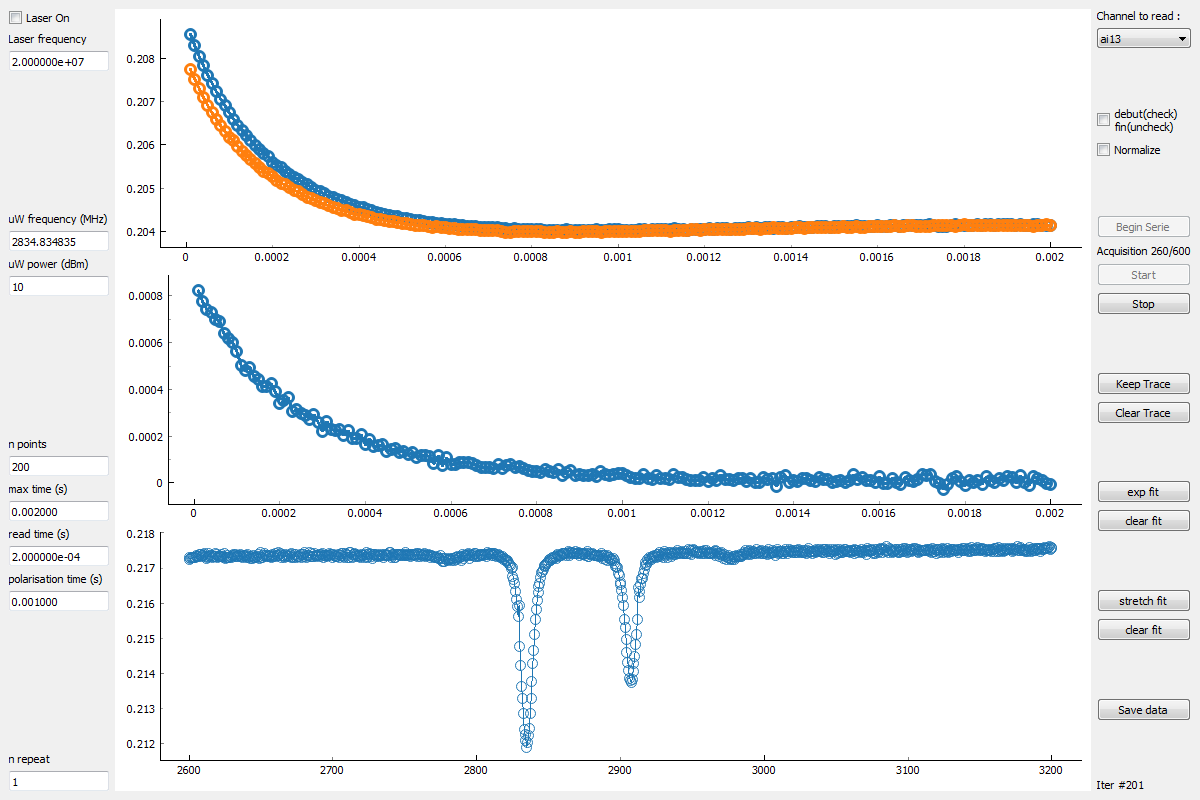 Laser On
Laser frequency
2.000000e+07
uW frequency (MHz)
2834.834835
uW power (dBm)
10
n points
200
max time (s)
0.002000
read time (s)
2.000000e-04
polarisation time (s)
0.001000
n repeat
1
0.208
0.207
0.206
0.205
0.204
0 0.0002 0.0004 0.0006 0.0008 0.001 0.0012 0.0014 0.0016 0.0018 0.002
0.0008
0.0006
0.0004
0.0002
0
0 0.0002 0.0004 0.0006 0.0008 0.001 0.0012 0.0014 0.0016 0.0018 0.002
0.218
0.217
0.216
0.215
0.214
0.213
0.212
2600 2700 2800 2900 3000 3100 3200
Channel to read :
ai13
debut(check)
fin(uncheck)
Normalize
Begin Serie
Acquisition 260/600
Start
Stop
Keep Trace
Clear Trace
exp fit
clear fit
stretch fit
clear fit
Save data
Iter #201